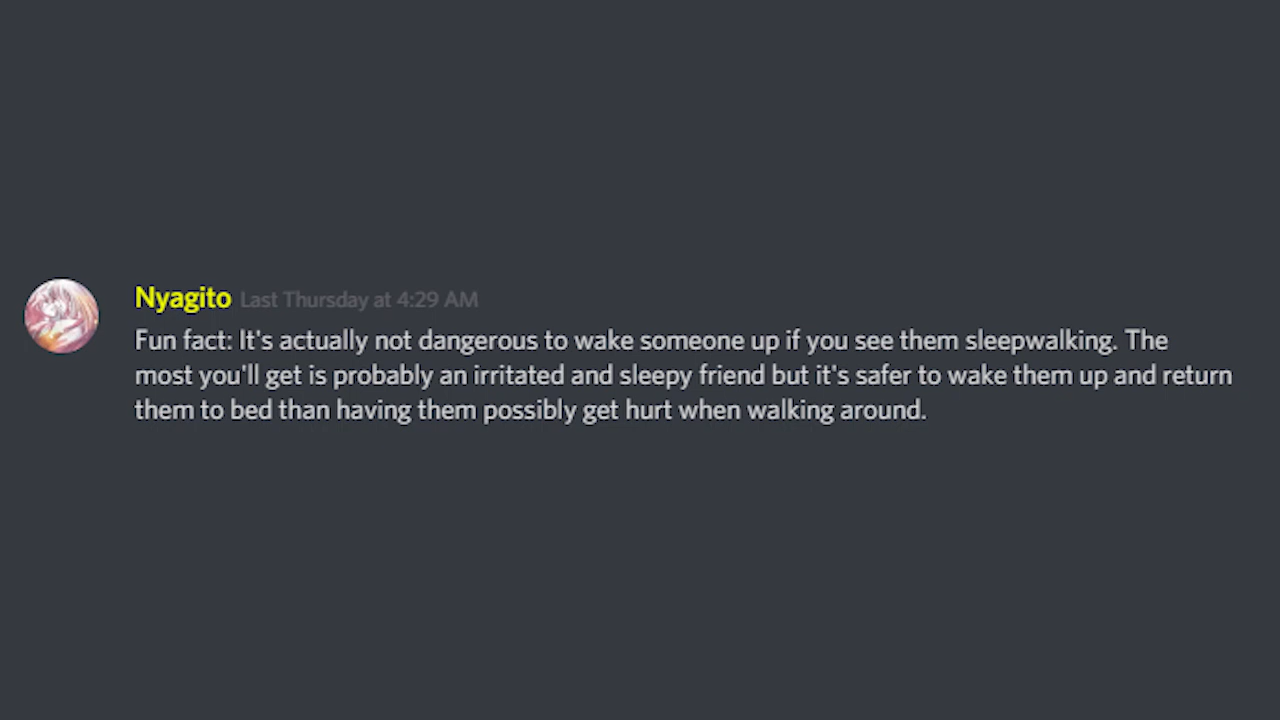 Nyagito Last Thursday at 4:29 AM
Fun fact: It's actually not dangerous to wake someone up if you see them sleepwalking. The
most you'll get is probably an irritated and sleepy friend but it's safer to wake them up and return
them to bed than having them possibly get hurt when walking around.